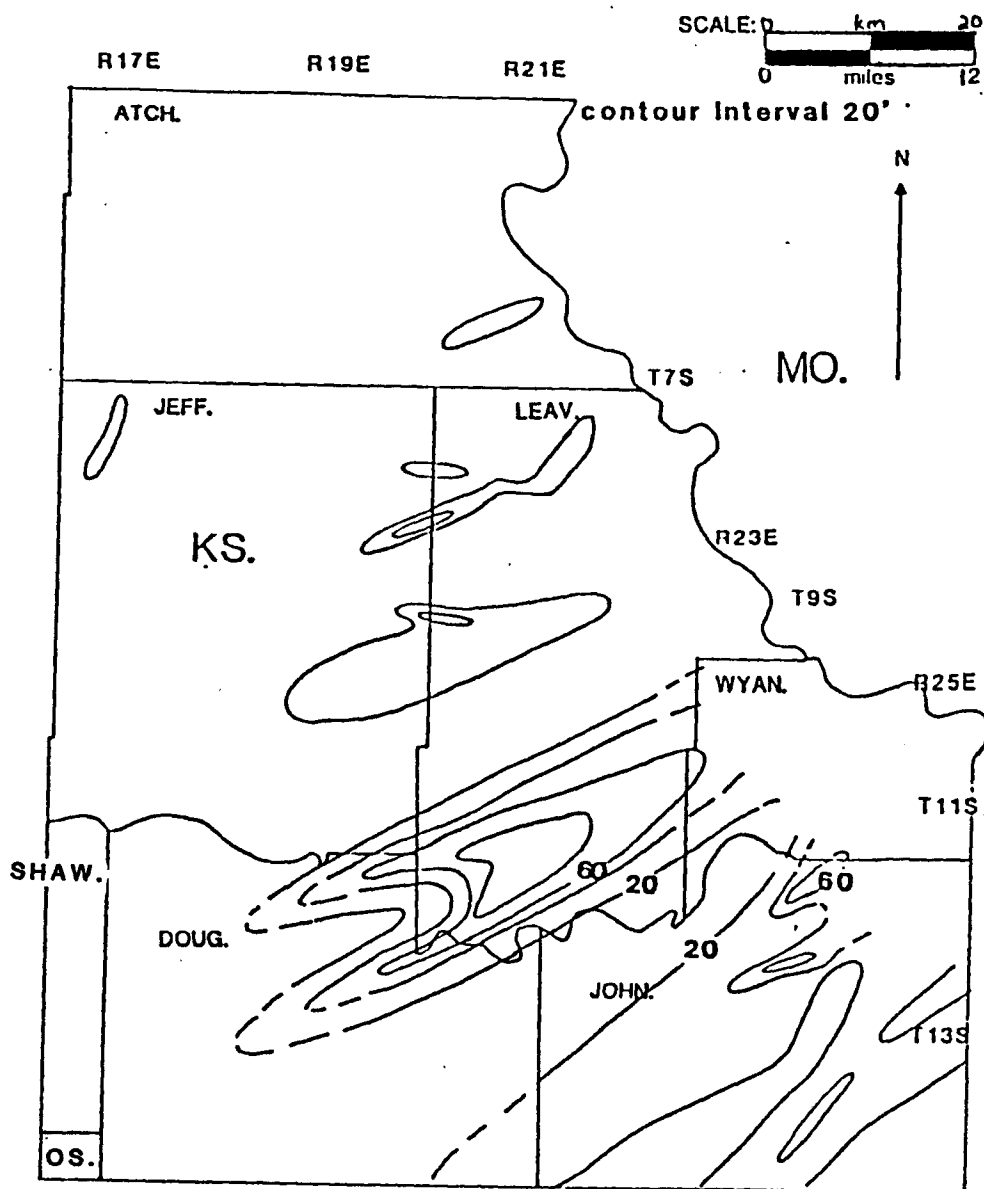 SCALE: 0 km 20
0 miles 12
R17E R19E R21E
contour Interval 20'
ATCH.
N
T7S
MO.
JEFF.
LEAV.
KS.
R23E
T9S
WYAN.
R25E
T11S
SHAW.
60
20
60
DOUG.
20
JOHN.
T13S
OS.